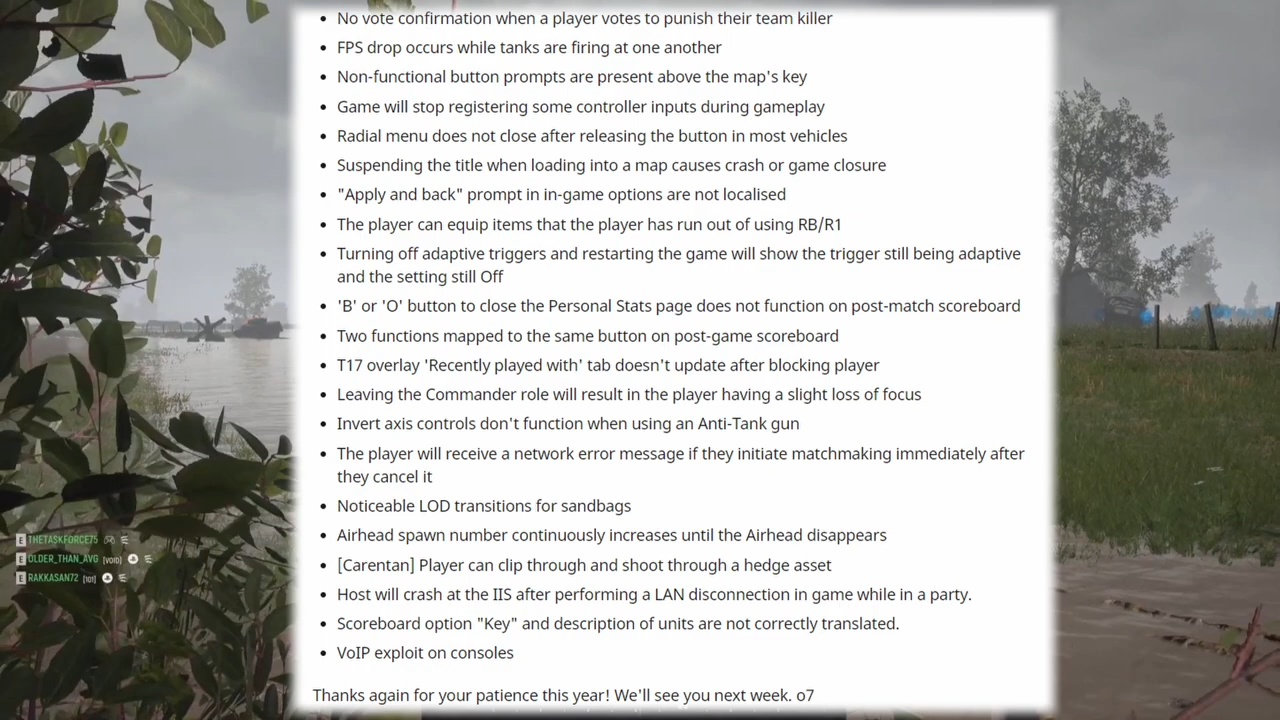 No vote confirmation when a player votes to punish their team killer
FPS drop occurs while tanks are firing at one another
Non-functional button prompts are present above the map's key
Game will stop registering some controller inputs during gameplay
Radial menu does not close after releasing the button in most vehicles
Suspending the title when loading into a map causes crash or game closure
"Apply and back" prompt in in-game options are not localised
The player can equip items that the player has run out of using RB/R1
Turning off adaptive triggers and restarting the game will show the trigger still being adaptive
and the setting still Off
'B' or 'O' button to close the Personal Stats page does not function on post-match scoreboard
Two functions mapped to the same button on post-game scoreboard
T17 overlay 'Recently played with' tab doesn't update after blocking player
Leaving the Commander role will result in the player having a slight loss of focus
Invert axis controls don't function when using an Anti-Tank gun
The player will receive a network error message if they initiate matchmaking immediately after
they cancel it
Noticeable LOD transitions for sandbags
Airhead spawn number continuously increases until the Airhead disappears
[Carentan] Player can clip through and shoot through a hedge asset
Host will crash at the IIS after performing a LAN disconnection in game while in a party.
Scoreboard option "Key" and description of units are not correctly translated.
VoIP exploit on consoles
Thanks again for your patience this year! We'll see you next week. o7
E THETASKFORCE75
E OLDER_THAN_AVG [VOID]
E RAKKASAN72 [101]